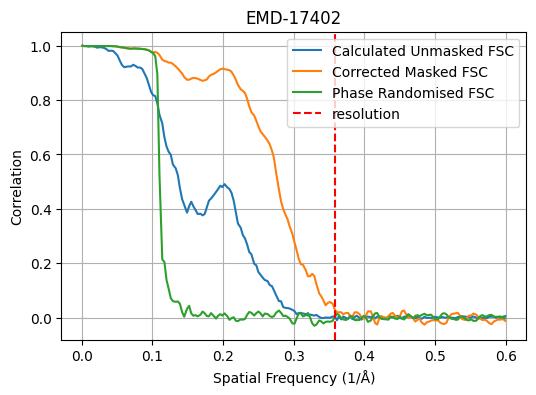 EMD-17402
Calculated Unmasked FSC
Corrected Masked FSC
Phase Randomised FSC
resolution
1.0
0.8
0.6
0.4
0.2
0.0
Correlation
0.0 0.1 0.2 0.3 0.4 0.5 0.6
Spatial Frequency (1/Å)